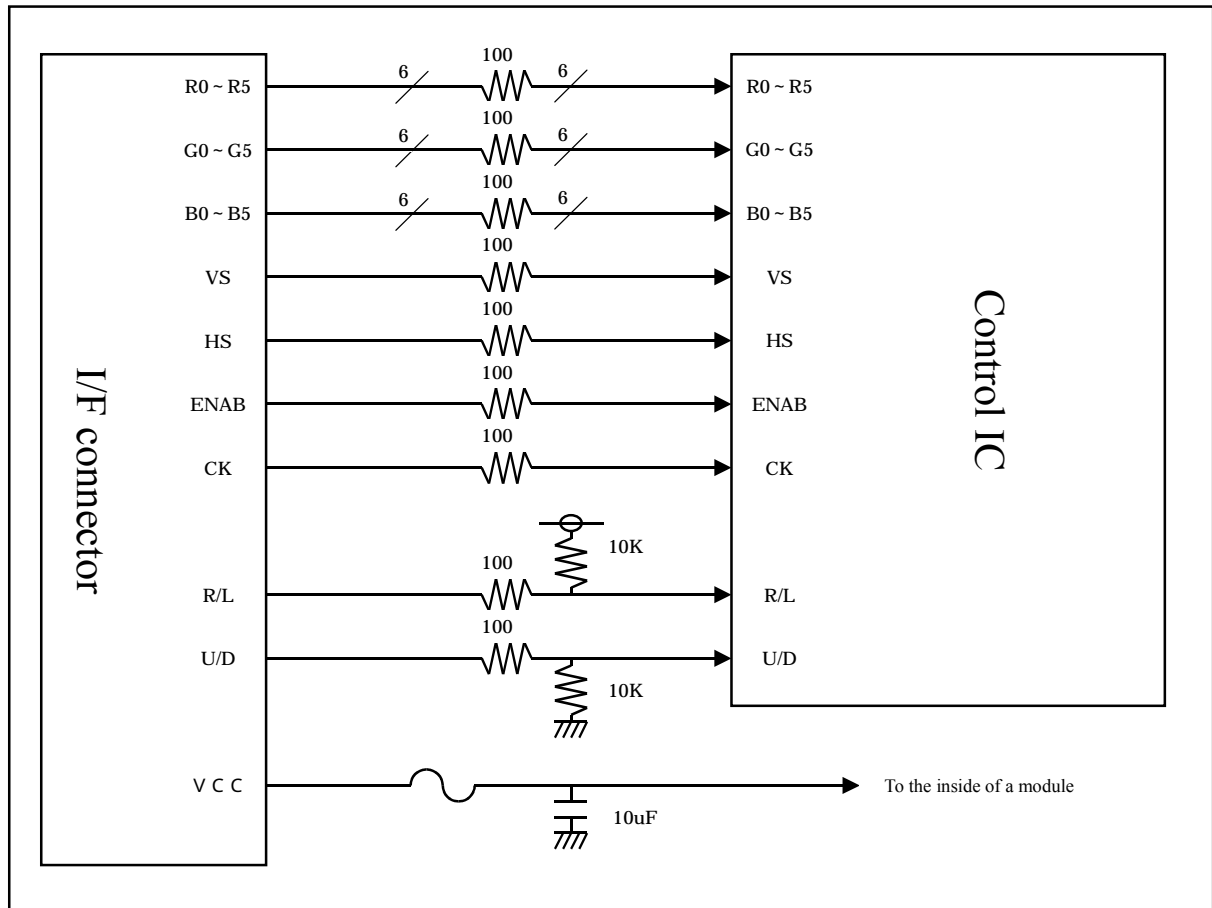 100
R0 ~ R5 6 6 R0 ~ R5
100
G0 ~ G5 6 6 G0 ~ G5
100
B0 ~ B5 6 6 B0 ~ B5
100
VS VS
100
HS HS
100
ENAB ENAB
100
CK CK
I/F connector
Control IC
10K
100
R/L R/L
100
U/D U/D
10K
VCC To the inside of a module
10uF